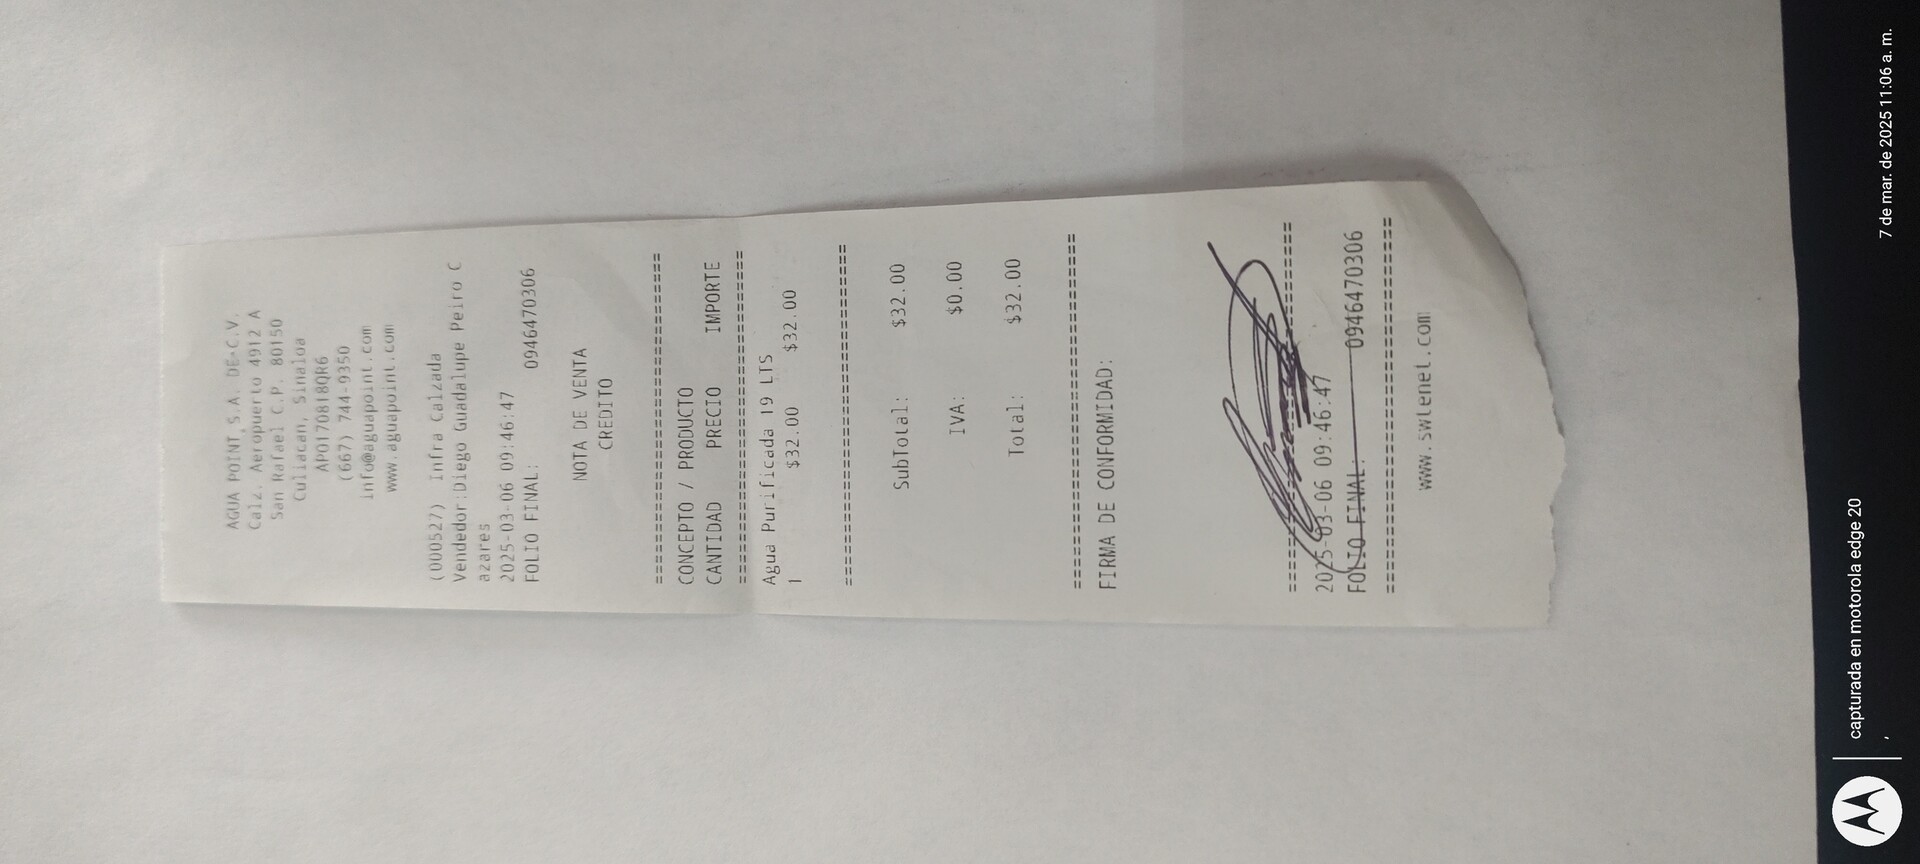 AGUA POINT S.A. DE C.V.
Calz. Aeropuerto 4912 A
San Rafael C.P. 80150
Culiacan, Sinaloa
APO170818QR6
(667) 744-9350
info@aguapoint.com
www.aguapoint.com
(000527) Infra Calzada
Vendedor:Diego Guadalupe Peiro C
azares
2025-03-06 09:46:47
FOLIO FINAL: 0946470306
NOTA DE VENTA
CREDITO
================================
CONCEPTO / PRODUCTO
CANTIDAD PRECIO IMPORTE
================================
Agua Purificada 19 LTS
1 $32.00 $32.00
================================
SubTotal: $32.00
IVA: $0.00
Total: $32.00
================================
FIRMA DE CONFORMIDAD:
================================
2025-03-06 09:46:47
FOLIO FINAL: 0946470306
================================
www.swtenet.com
capturada en motorola edge 20
7 de mar. de 2025 11:06 a. m.